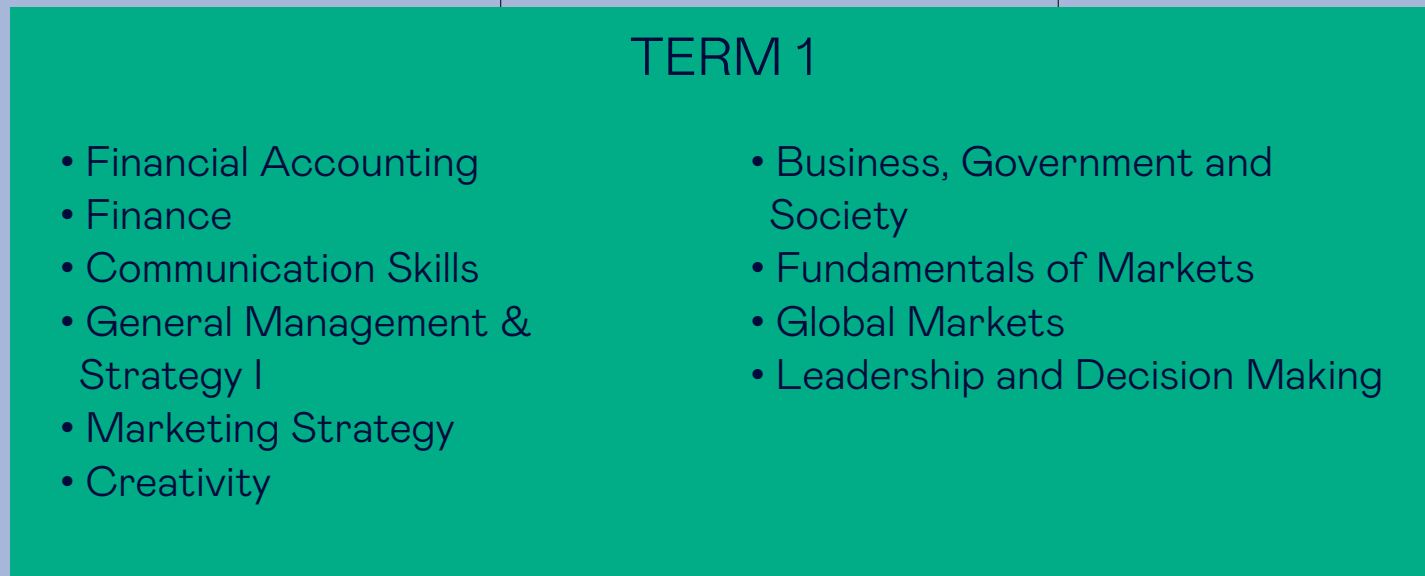 TERM 1
• Financial Accounting
• Finance
• Communication Skills
• General Management &
Strategy I
• Marketing Strategy
• Creativity
• Business, Government and
Society
• Fundamentals of Markets
• Global Markets
• Leadership and Decision Making